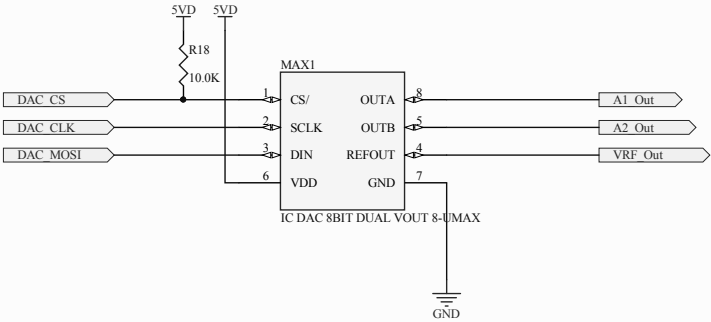 5VD 5VD
R18
10.0K
MAX1
DAC_CS 1 CS/ OUTA 8 A1_Out
DAC_CLK 2 SCLK OUTB 5 A2_Out
DAC_MOSI 3 DIN REFOUT 4 VRF_Out
6 VDD GND 7
IC DAC 8BIT DUAL VOUT 8-UMAX
GND